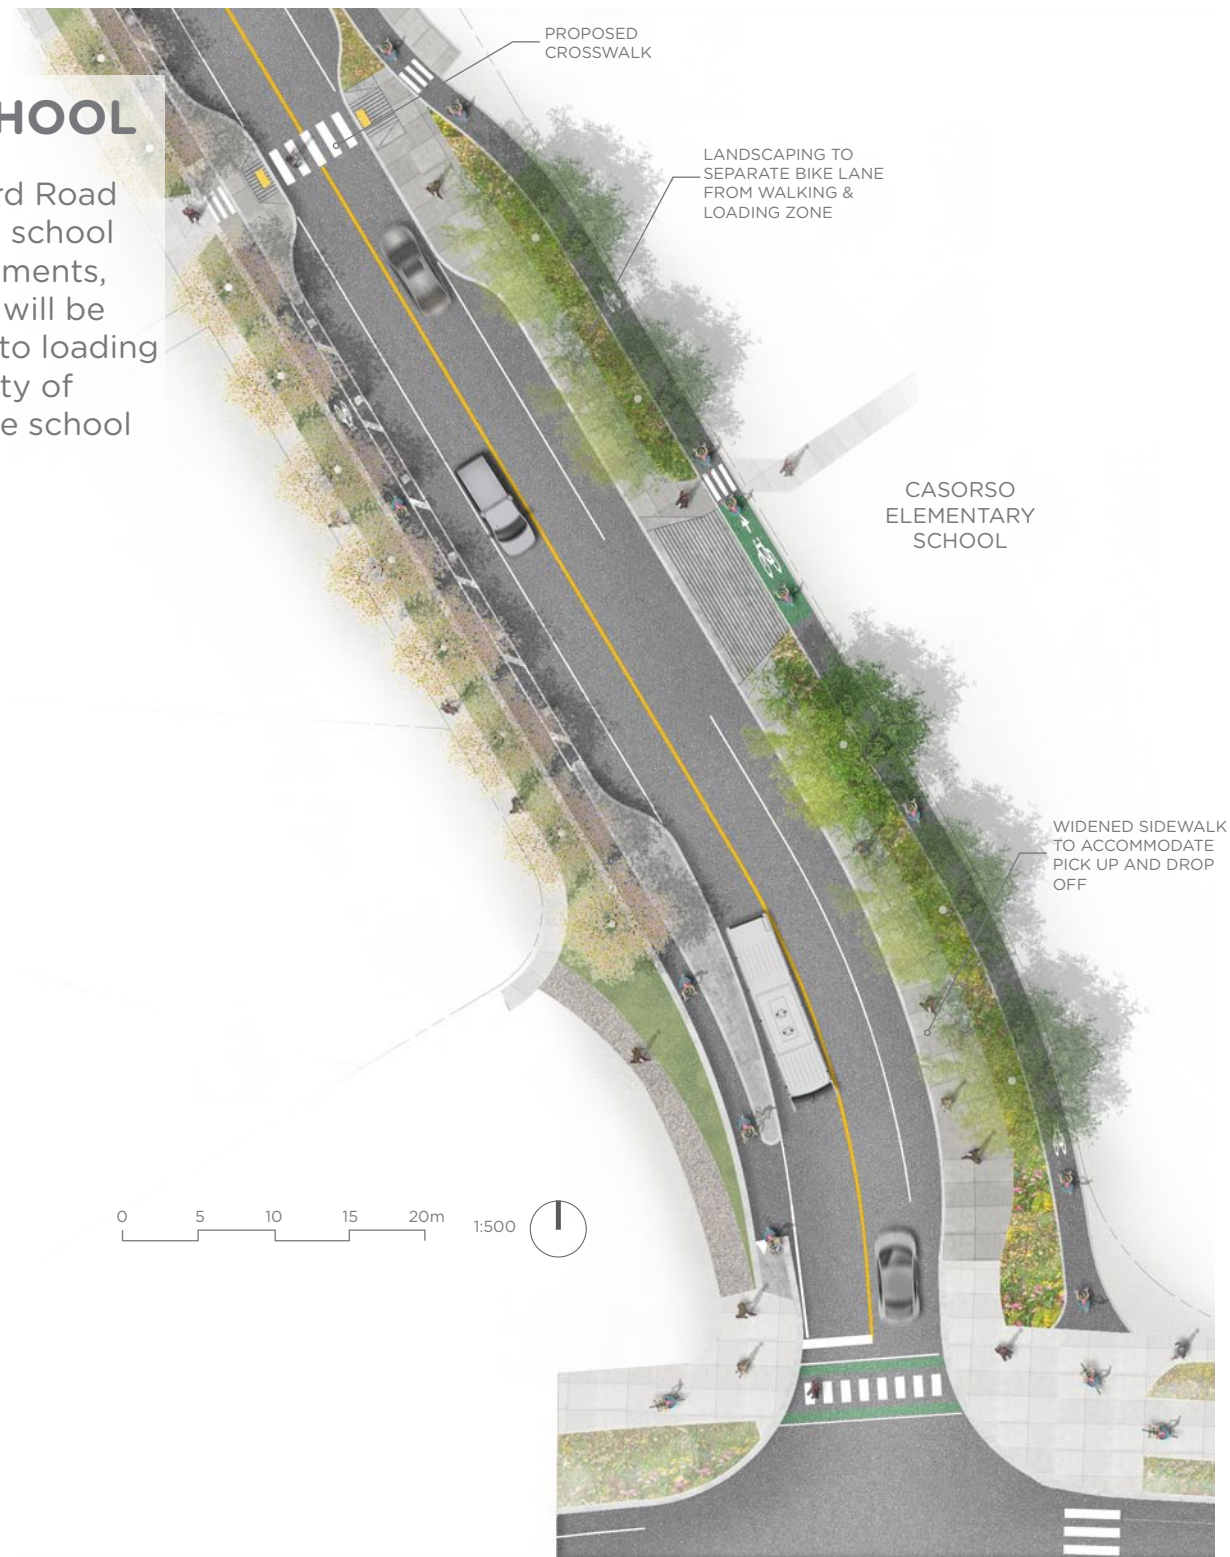 PROPOSED
CROSSWALK
HOOL
rd Road
school
ments,
will be
to loading
ty of
e school
LANDSCAPING TO
SEPARATE BIKE LANE
FROM WALKING &
LOADING ZONE
CASORSO
ELEMENTARY
SCHOOL
WIDENED SIDEWALK
TO ACCOMMODATE
PICK UP AND DROP
OFF
0 5 10 15 20m
1:500